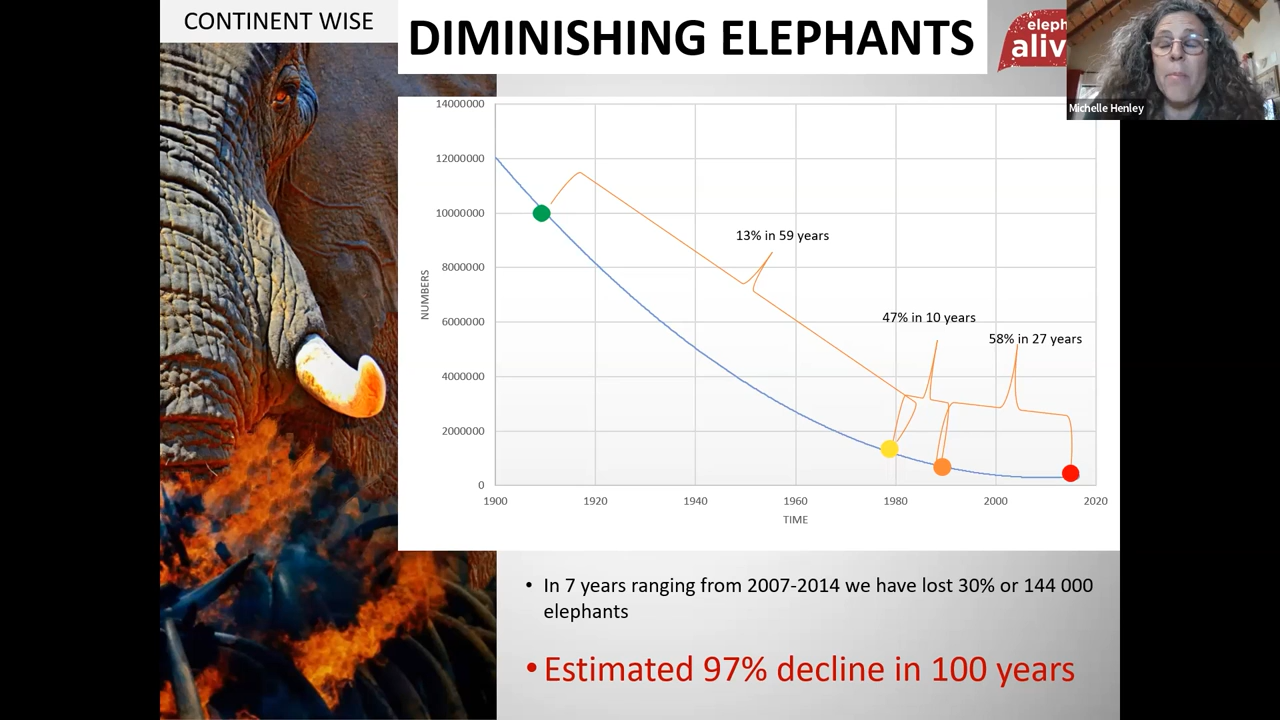 CONTINENT WISE
DIMINISHING ELEPHANTS
eleph
aliv
Michelle Henley
14000000
12000000
10000000
8000000
6000000
4000000
2000000
0
NUMBERS
13% in 59 years
47% in 10 years
58% in 27 years
1900 1920 1940 1960 1980 2000 2020
TIME
• In 7 years ranging from 2007-2014 we have lost 30% or 144 000
elephants
• Estimated 97% decline in 100 years